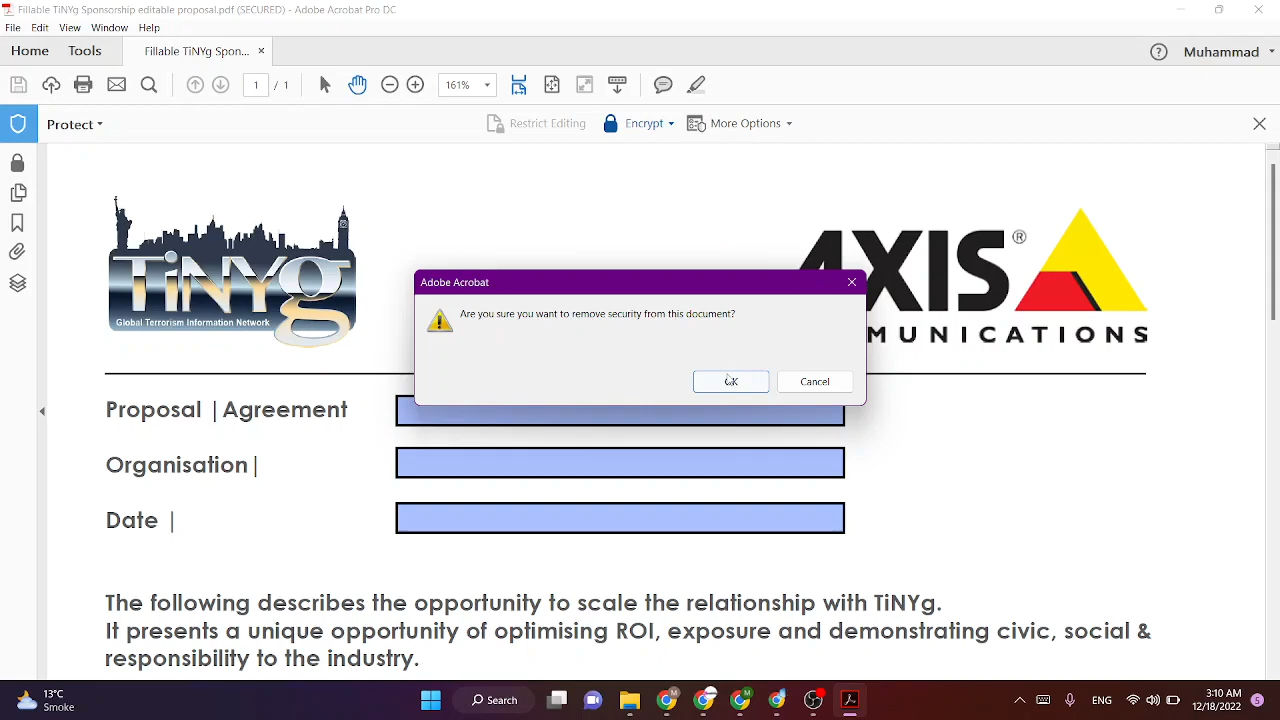 Fillable TiNYg Sponsorship editable proposal.pdf (SECURED) - Adobe Acrobat Pro DC
File Edit View Window Help
Home Tools Fillable TiNYg Spon... × Muhammad
1 / 1 161%
Protect Restrict Editing Encrypt More Options
TiNYg
Global Terrorism Information Network
AXIS®
MUNICATIONS
Adobe Acrobat
Are you sure you want to remove security from this document?
OK Cancel
Proposal | Agreement
Organisation|
Date |
The following describes the opportunity to scale the relationship with TiNYg.
It presents a unique opportunity of optimising ROI, exposure and demonstrating civic, social &
responsibility to the industry.
13°C
Smoke
Search
ENG
3:10 AM
12/18/2022
5